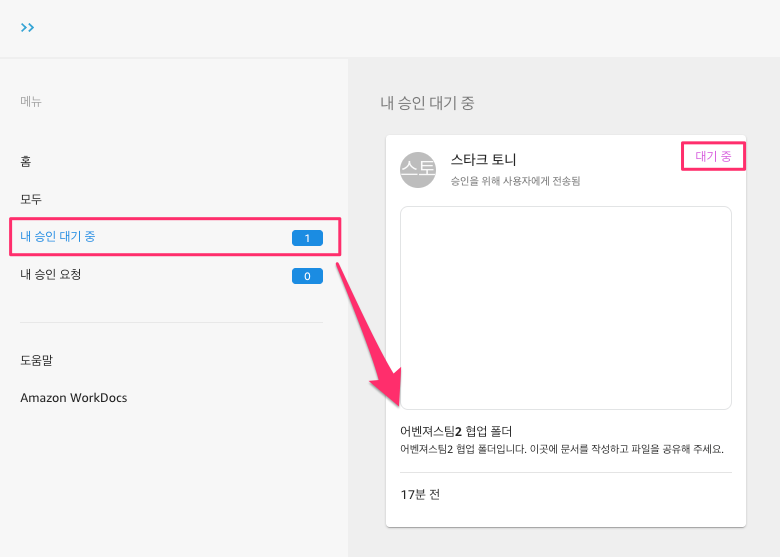 메뉴
홈
모두
내 승인 대기 중
1
내 승인 요청
0
도움말
Amazon WorkDocs
내 승인 대기 중
스토
스타크 토니
대기 중
승인을 위해 사용자에게 전송됨
어벤져스팀2 협업 폴더
어벤져스팀2 협업 폴더입니다. 이곳에 문서를 작성하고 파일을 공유해 주세요.
17분 전